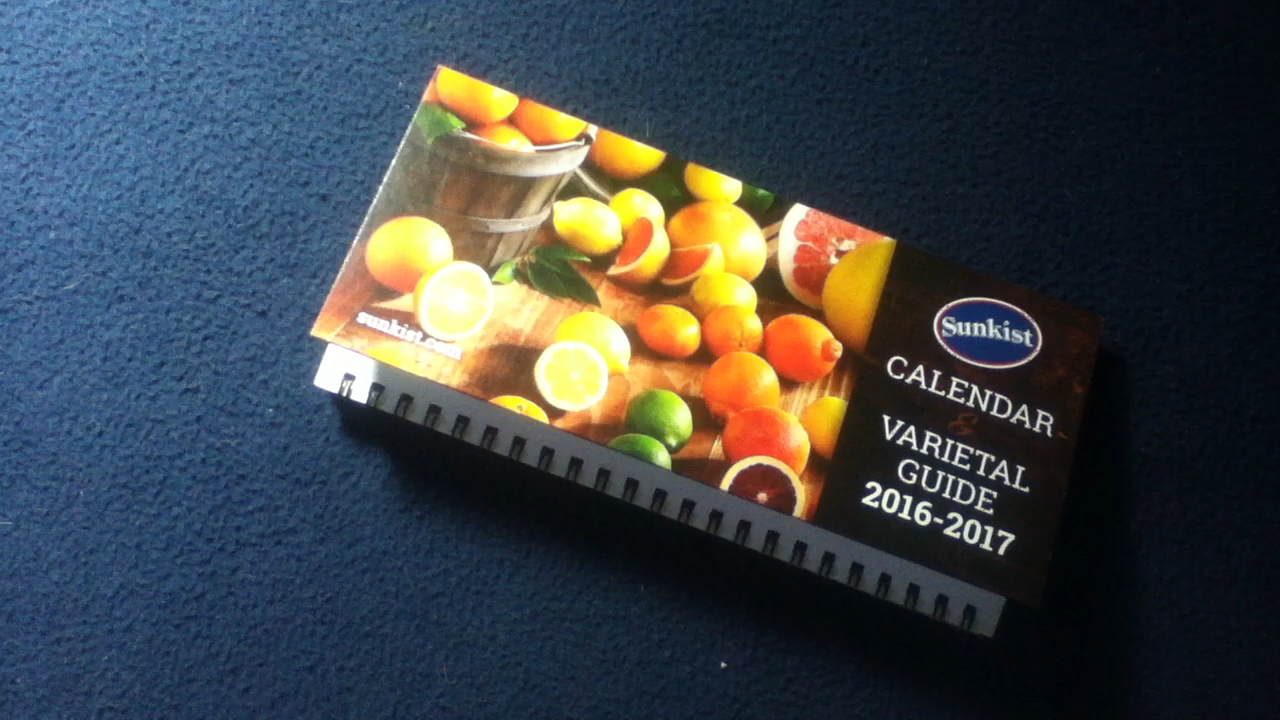 sunkist.com
Sunkist
CALENDAR
&
VARIETAL
GUIDE
2016-2017